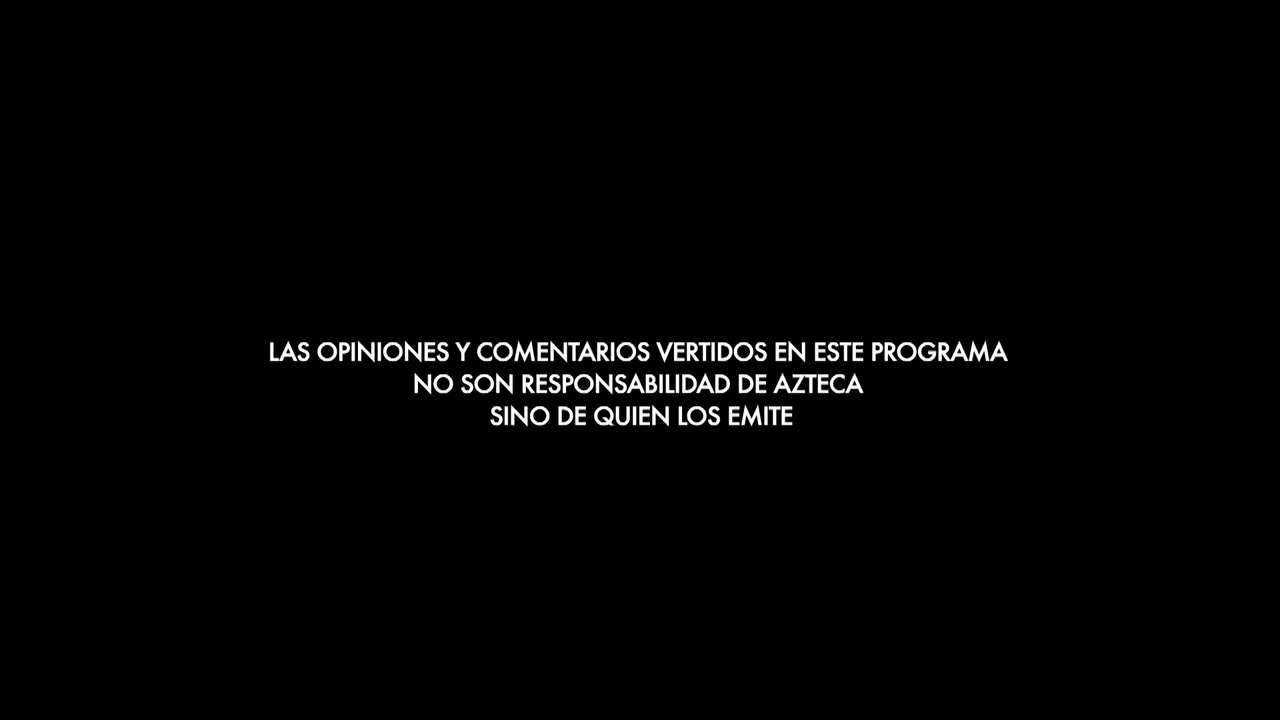 LAS OPINIONES Y COMENTARIOS VERTIDOS EN ESTE PROGRAMA
NO SON RESPONSABILIDAD DE AZTECA
SINO DE QUIEN LOS EMITE